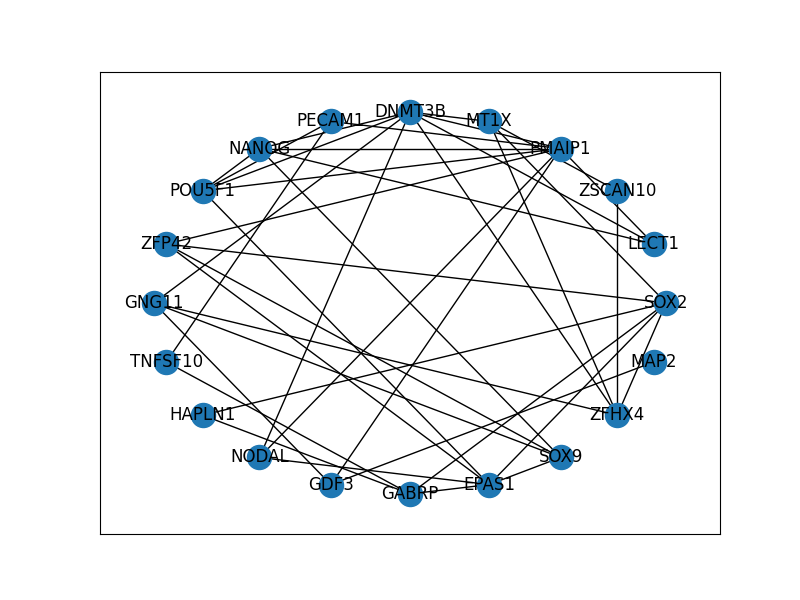 DNMT3B
PECAM1
MT1X
NANOG
PMAIP1
POU5F1
ZSCAN10
ZFP42
LECT1
GNG11
SOX2
TNFSF10
MAP2
HAPLN1
ZFHX4
NODAL
SOX9
GDF3
EPAS1
GABRP